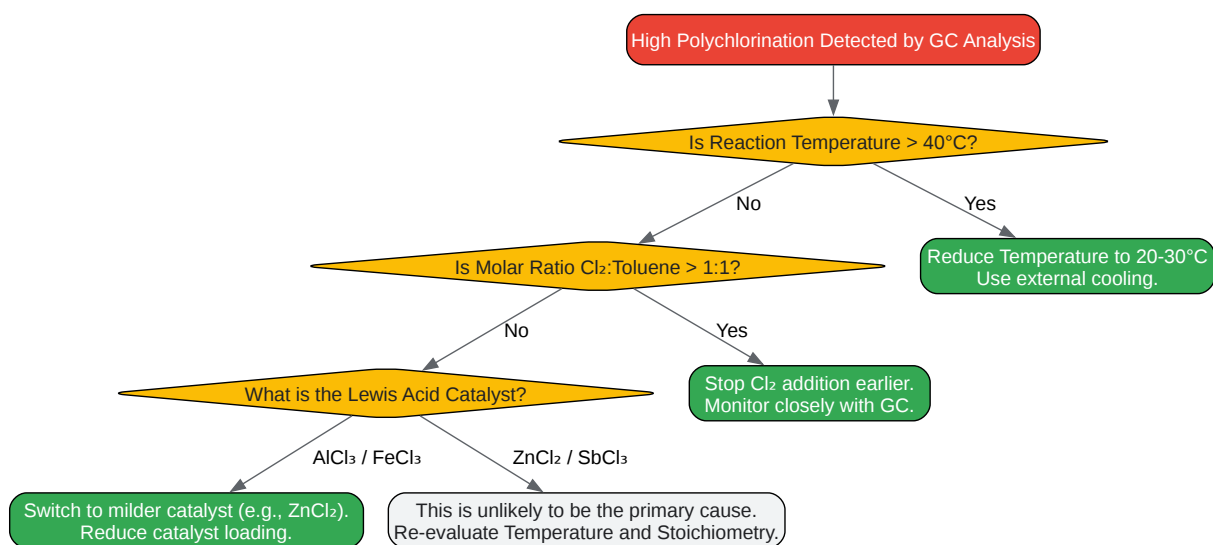 High Polychlorination Detected by GC Analysis
Is Reaction Temperature > 40°C?
No
Yes
Is Molar Ratio Cl₂:Toluene > 1:1?
Reduce Temperature to 20-30°C
Use external cooling.
No
Yes
What is the Lewis Acid Catalyst?
Stop Cl₂ addition earlier.
Monitor closely with GC.
AlCl₃ / FeCl₃
ZnCl₂ / SbCl₃
Switch to milder catalyst (e.g., ZnCl₂).
Reduce catalyst loading.
This is unlikely to be the primary cause.
Re-evaluate Temperature and Stoichiometry.